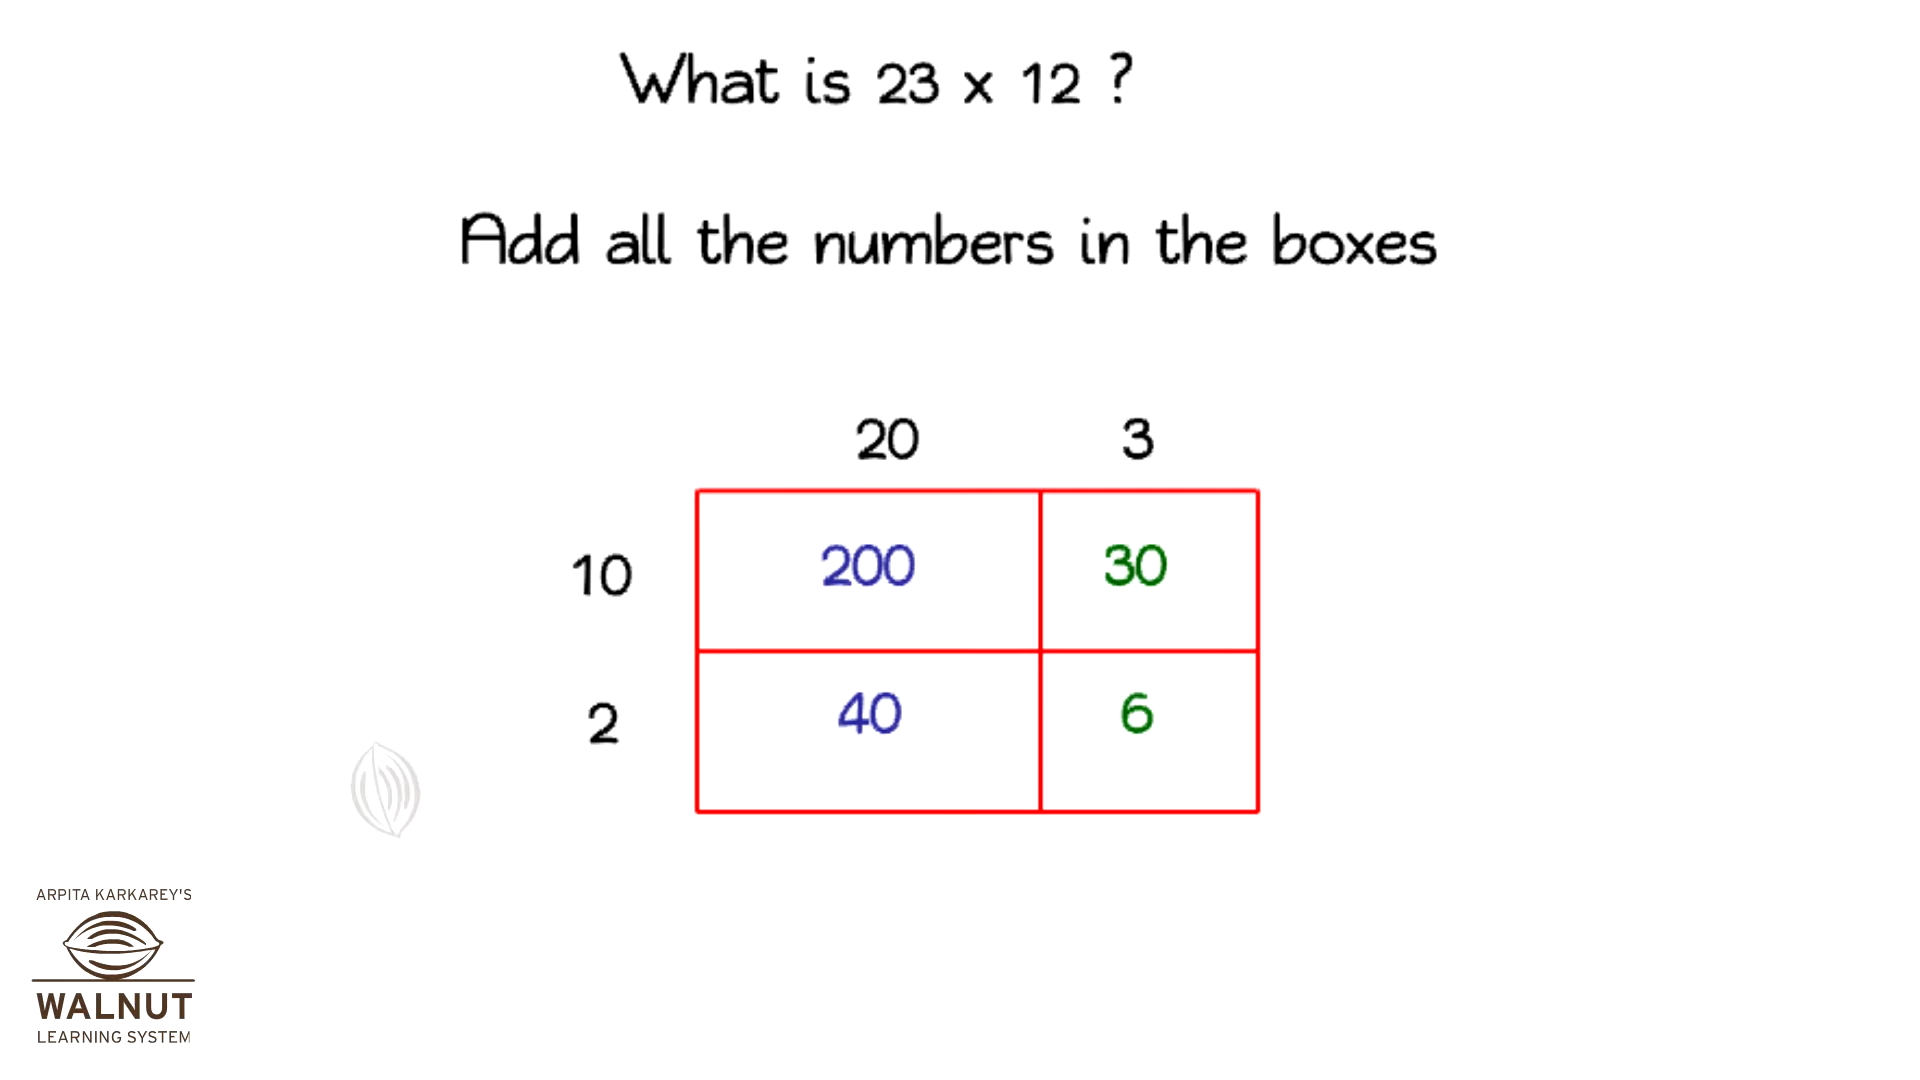 What is 23 x 12 ?
Add all the numbers in the boxes
20 3
10 200 30
2 40 6
ARPITA KARKAREY'S
WALNUT
LEARNING SYSTEM